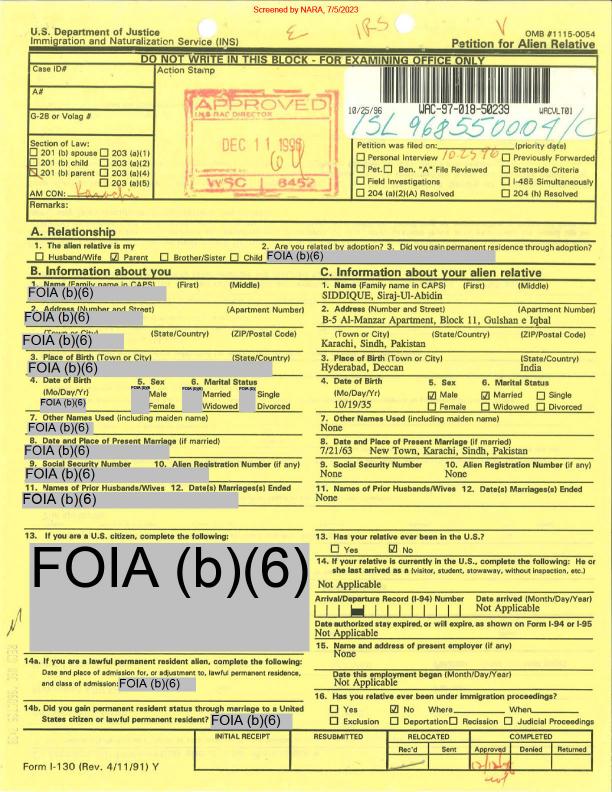 Screened by NARA, 7/5/2023
E IRS V
U.S. Department of Justice
Immigration and Naturalization Service (INS)
OMB #1115-0054
Petition for Alien Relative
DO NOT WRITE IN THIS BLOCK - FOR EXAMINING OFFICE ONLY
Case ID#
Action Stamp
A#
G-28 or Volag #
Section of Law:
201(b) spouse 203 (a)(1)
201 (b) child 203 (a)(2)
201 (b) parent 203 (a)(4)
203 (a)(5)
AM CON: Karachi
Remarks:
APPROVED
DEC 11 1996
WSC 8452
10/25/96 WAC-97-018-50239 WACVLT01
ISL 968550004/C
Petition was filed on: (priority date)
10-25-96
Personal Interview Previously Forwarded
Pet. Ben. "A" File Reviewed Stateside Criteria
Field Investigations I-485 Simultaneously
204 (a)(2)(A) Resolved 204 (h) Resolved
A. Relationship
1. The alien relative is my 2. Are you related by adoption? 3. Did you gain permanent residence through adoption?
Husband/Wife Parent Brother/Sister Child FOIA (b)(6)
B. Information about you
1. Name (Family name in CAPS) (First) (Middle)
FOIA (b)(6)
2. Address (Number and Street) (Apartment Number)
FOIA (b)(6)
(Town or City) (State/Country) (ZIP/Postal Code)
FOIA (b)(6)
3. Place of Birth (Town or City) (State/Country)
FOIA (b)(6)
4. Date of Birth 5. Sex 6. Marital Status
(Mo/Day/Yr) Male Married Single
FOIA (b)(6) Female Widowed Divorced
7. Other Names Used (including maiden name)
FOIA (b)(6)
8. Date and Place of Present Marriage (if married)
FOIA (b)(6)
9. Social Security Number 10. Alien Registration Number (if any)
FOIA (b)(6)
11. Names of Prior Husbands/Wives 12. Date(s) Marriages(s) Ended
FOIA (b)(6)
13. If you are a U.S. citizen, complete the following:
FOIA (b)(6)
14a. If you are a lawful permanent resident alien, complete the following:
Date and place of admission for, or adjustment to, lawful permanent residence,
and class of admission: FOIA (b)(6)
14b. Did you gain permanent resident status through marriage to a United
States citizen or lawful permanent resident? FOIA (b)(6)
C. Information about your alien relative
1. Name (Family name in CAPS) (First) (Middle)
SIDDIQUE, Siraj-Ul-Abidin
2. Address (Number and Street) (Apartment Number)
B-5 Al-Manzar Apartment, Block 11, Gulshan e Iqbal
(Town or City) (State/Country) (ZIP/Postal Code)
Karachi, Sindh, Pakistan
3. Place of Birth (Town or City) (State/Country)
Hyderabad, Deccan India
4. Date of Birth 5. Sex 6. Marital Status
(Mo/Day/Yr) Male Married Single
10/19/35 Female Widowed Divorced
7. Other Names Used (including maiden name)
None
8. Date and Place of Present Marriage (if married)
7/21/63 New Town, Karachi, Sindh, Pakistan
9. Social Security Number 10. Alien Registration Number (if any)
None None
11. Names of Prior Husbands/Wives 12. Date(s) Marriages(s) Ended
None
13. Has your relative ever been in the U.S.?
Yes No
14. If your relative is currently in the U.S., complete the following: He or
she last arrived as a (visitor, student, stowaway, without inspection, etc.)
Not Applicable
Arrival/Departure Record (I-94) Number Date arrived (Month/Day/Year)
Not Applicable
Date authorized stay expired, or will expire, as shown on Form I-94 or I-95
Not Applicable
15. Name and address of present employer (if any)
None
Date this employment began (Month/Day/Year)
Not Applicable
16. Has your relative ever been under immigration proceedings?
Yes No Where When
Exclusion Deportation Recission Judicial Proceedings
INITIAL RECEIPT RESUBMITTED RELOCATED COMPLETED
Rec'd Sent Approved Denied Returned
Form I-130 (Rev. 4/11/91) Y